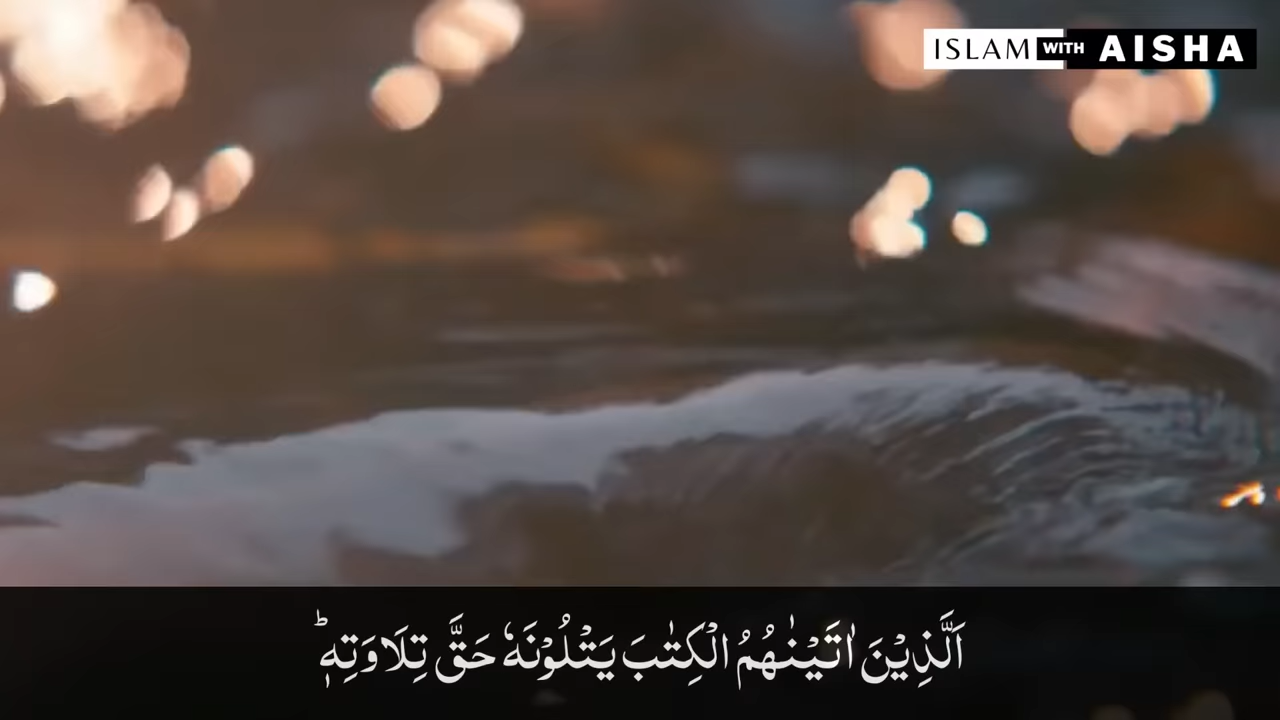 ISLAM WITH AISHA
اَلَّذِيْنَ اٰتَيْنٰهُمُ الْكِتٰبَ يَتْلُوْنَهٗ حَقَّ تِلَاوَتِهٖؕ